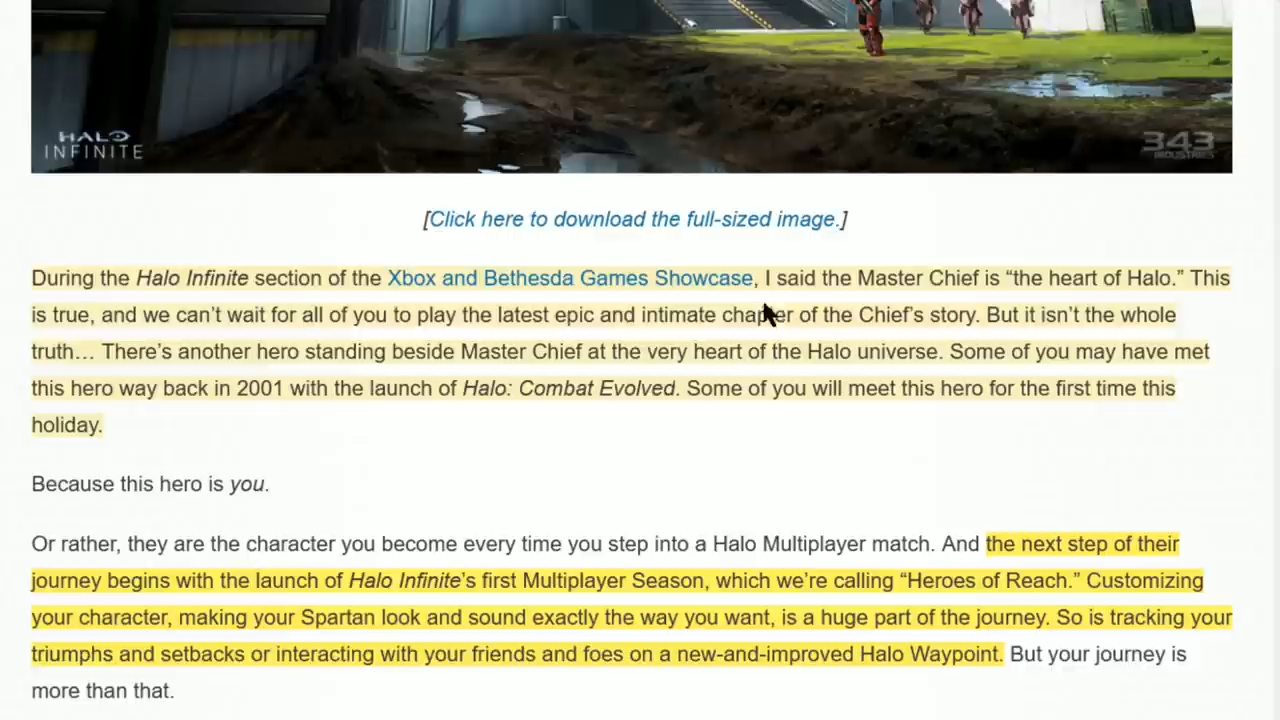 HALO
INFINITE
343
INDUSTRIES
[Click here to download the full-sized image.]
During the Halo Infinite section of the Xbox and Bethesda Games Showcase, I said the Master Chief is “the heart of Halo.” This
is true, and we can’t wait for all of you to play the latest epic and intimate chapter of the Chief’s story. But it isn’t the whole
truth… There’s another hero standing beside Master Chief at the very heart of the Halo universe. Some of you may have met
this hero way back in 2001 with the launch of Halo: Combat Evolved. Some of you will meet this hero for the first time this
holiday.
Because this hero is you.
Or rather, they are the character you become every time you step into a Halo Multiplayer match. And the next step of their
journey begins with the launch of Halo Infinite’s first Multiplayer Season, which we’re calling “Heroes of Reach.” Customizing
your character, making your Spartan look and sound exactly the way you want, is a huge part of the journey. So is tracking your
triumphs and setbacks or interacting with your friends and foes on a new-and-improved Halo Waypoint. But your journey is
more than that.